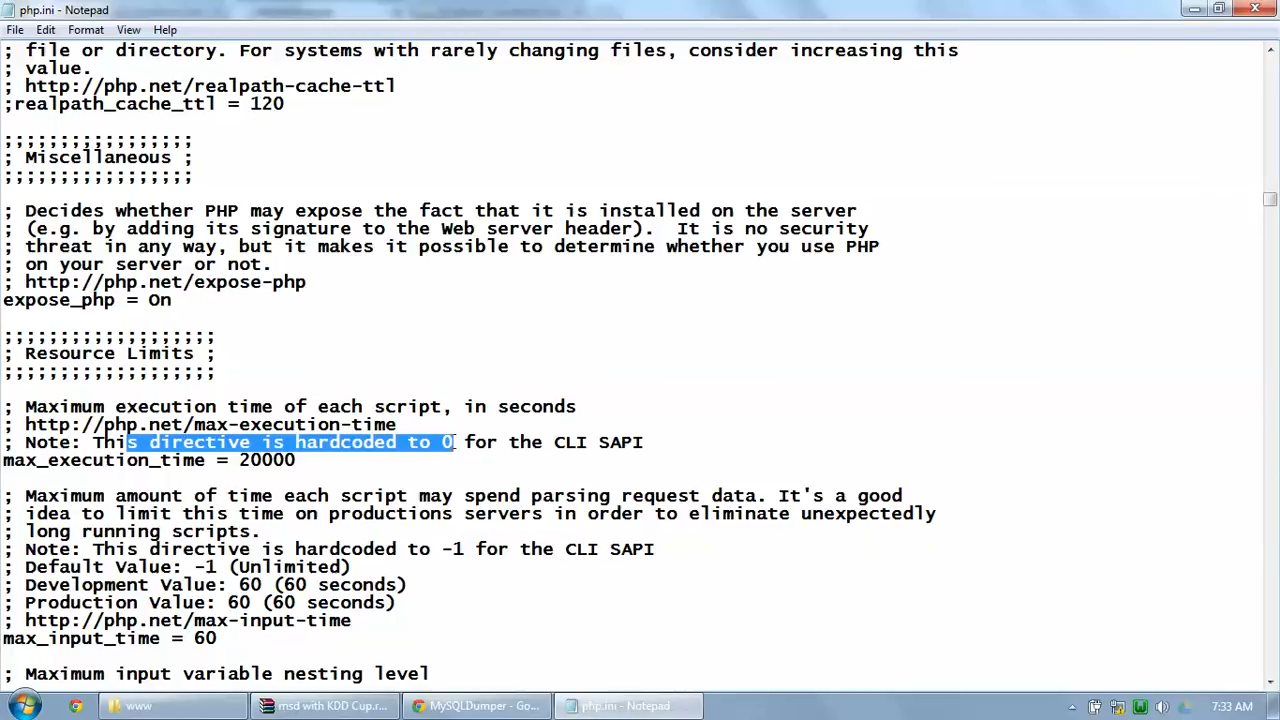 php.ini - Notepad
File Edit Format View Help
; file or directory. For systems with rarely changing files, consider increasing this
; value.
; http://php.net/realpath-cache-ttl
;realpath_cache_ttl = 120
;;;;;;;;;;;;;;;;;
; Miscellaneous ;
;;;;;;;;;;;;;;;;;
; Decides whether PHP may expose the fact that it is installed on the server
; (e.g. by adding its signature to the Web server header).  It is no security
; threat in any way, but it makes it possible to determine whether you use PHP
; on your server or not.
; http://php.net/expose-php
expose_php = On
;;;;;;;;;;;;;;;;;;;
; Resource Limits ;
;;;;;;;;;;;;;;;;;;;
; Maximum execution time of each script, in seconds
; http://php.net/max-execution-time
; Note: This directive is hardcoded to 0 for the CLI SAPI
max_execution_time = 20000
; Maximum amount of time each script may spend parsing request data. It's a good
; idea to limit this time on productions servers in order to eliminate unexpectedly
; long running scripts.
; Note: This directive is hardcoded to -1 for the CLI SAPI
; Default Value: -1 (Unlimited)
; Development Value: 60 (60 seconds)
; Production Value: 60 (60 seconds)
; http://php.net/max-input-time
max_input_time = 60
; Maximum input variable nesting level
www msd with KDD Cup.r... MySQLDumper - Go... php.ini - Notepad 7:33 AM